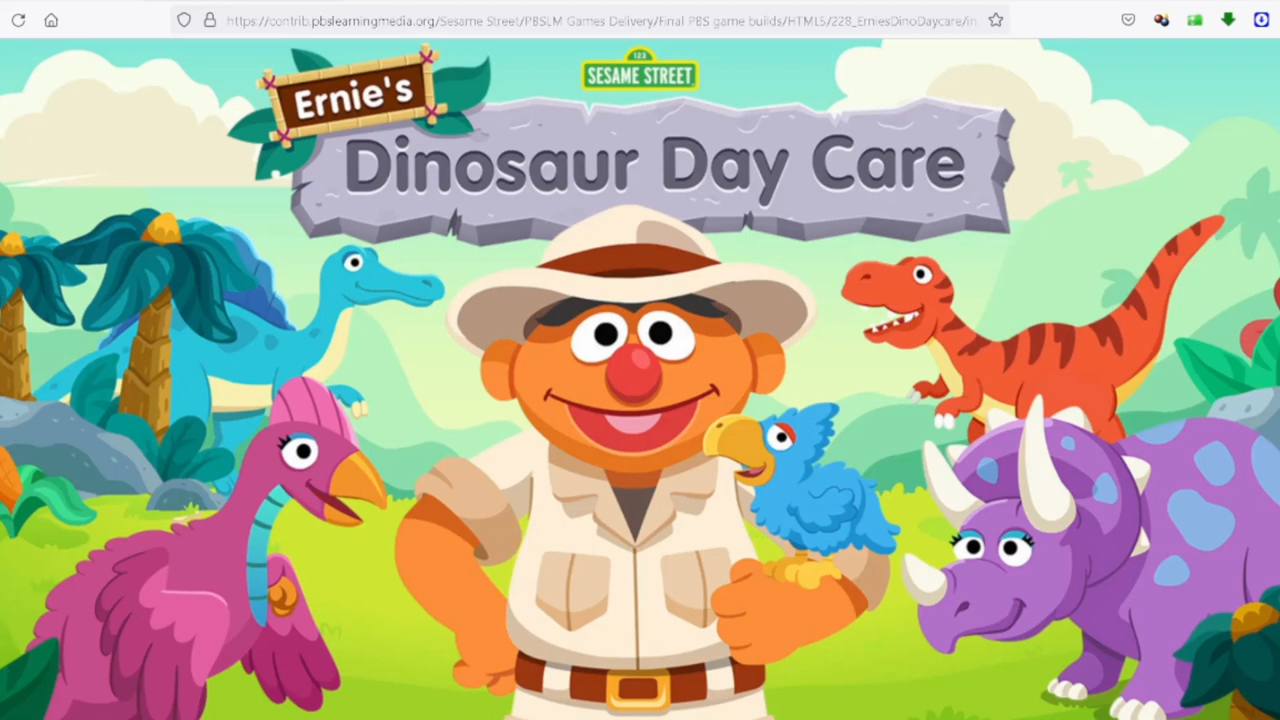 https://contrib.pbslearningmedia.org/Sesame Street/PBSLM Games Delivery/Final PBS game builds/HTML5/228_ErniesDinoDaycare/in
123
SESAME STREET
Ernie's
Dinosaur Day Care